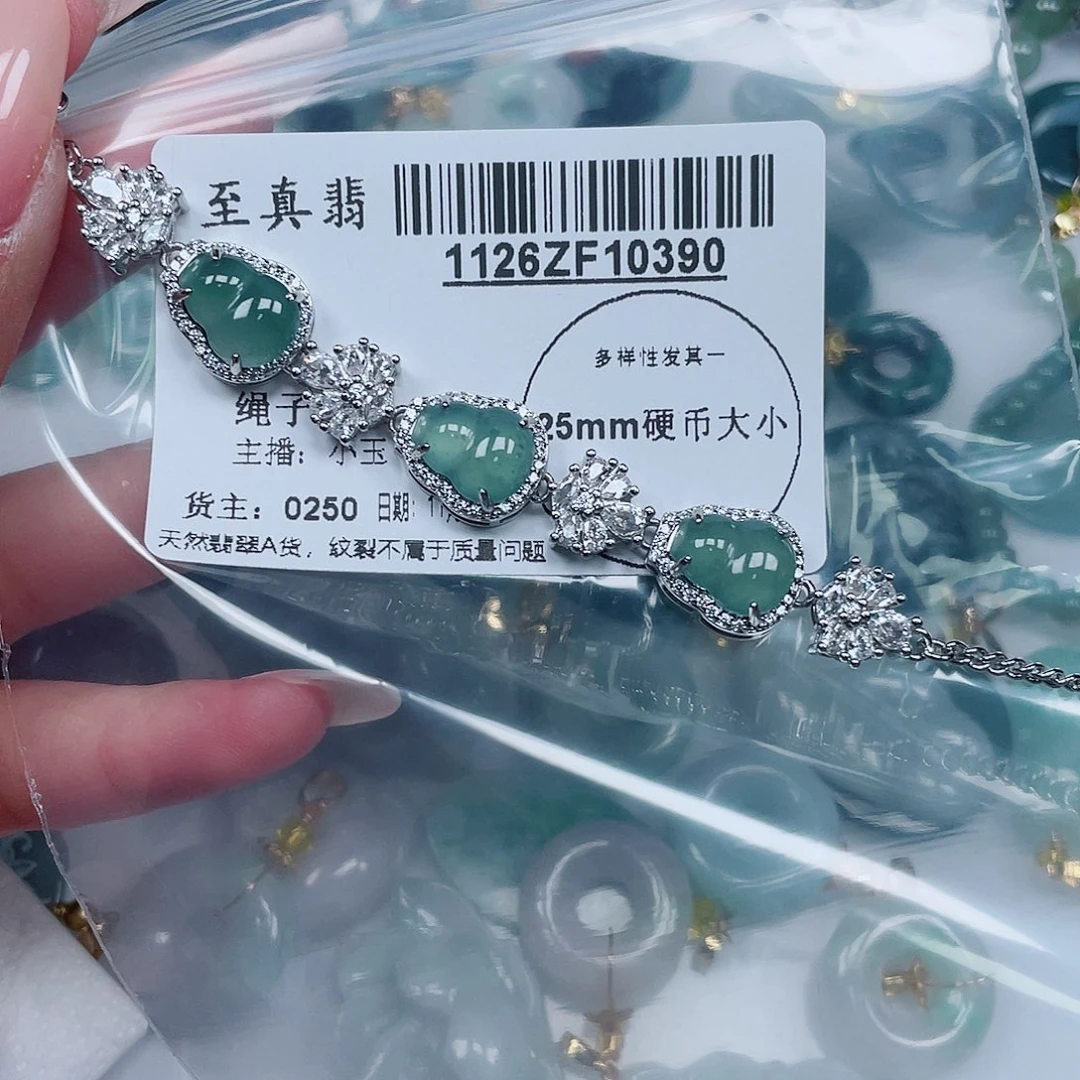 至真翡
1126ZF10390
多样性发其一
25mm硬币大小
绳子
主播：小玉
货主：0250 日期：11
天然翡翠A货，纹裂不属于质量问题